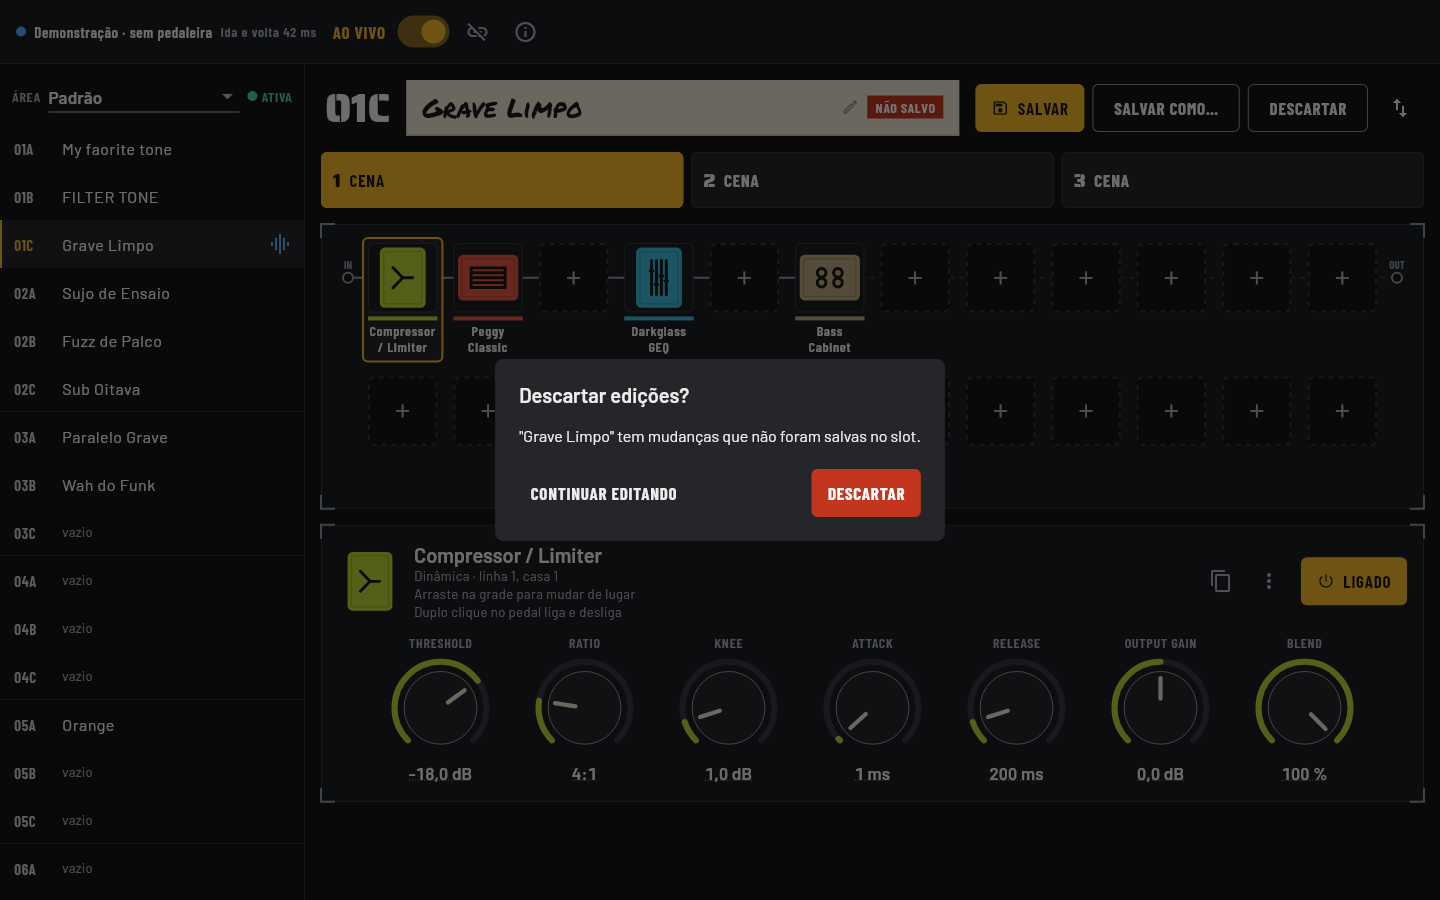 Demonstração · sem pedaleira Ida e volta 42 ms AO VIVO
ÁREA Padrão ATIVA
01A My faorite tone
01B FILTER TONE
01C Grave Limpo
02A Sujo de Ensaio
02B Fuzz de Palco
02C Sub Oitava
03A Paralelo Grave
03B Wah do Funk
03C vazio
04A vazio
04B vazio
04C vazio
05A Orange
05B vazio
05C vazio
06A vazio
01C Grave Limpo NÃO SALVO SALVAR SALVAR COMO... DESCARTAR
1 CENA 2 CENA 3 CENA
IN OUT
88
Compressor
/ Limiter
Peggy
Classic
Darkglass
GEQ
Bass
Cabinet
Descartar edições?
"Grave Limpo" tem mudanças que não foram salvas no slot.
CONTINUAR EDITANDO DESCARTAR
Compressor / Limiter
Dinâmica · linha 1, casa 1
Arraste na grade para mudar de lugar
Duplo clique no pedal liga e desliga
LIGADO
THRESHOLD RATIO KNEE ATTACK RELEASE OUTPUT GAIN BLEND
-18,0 dB 4:1 1,0 dB 1 ms 200 ms 0,0 dB 100 %